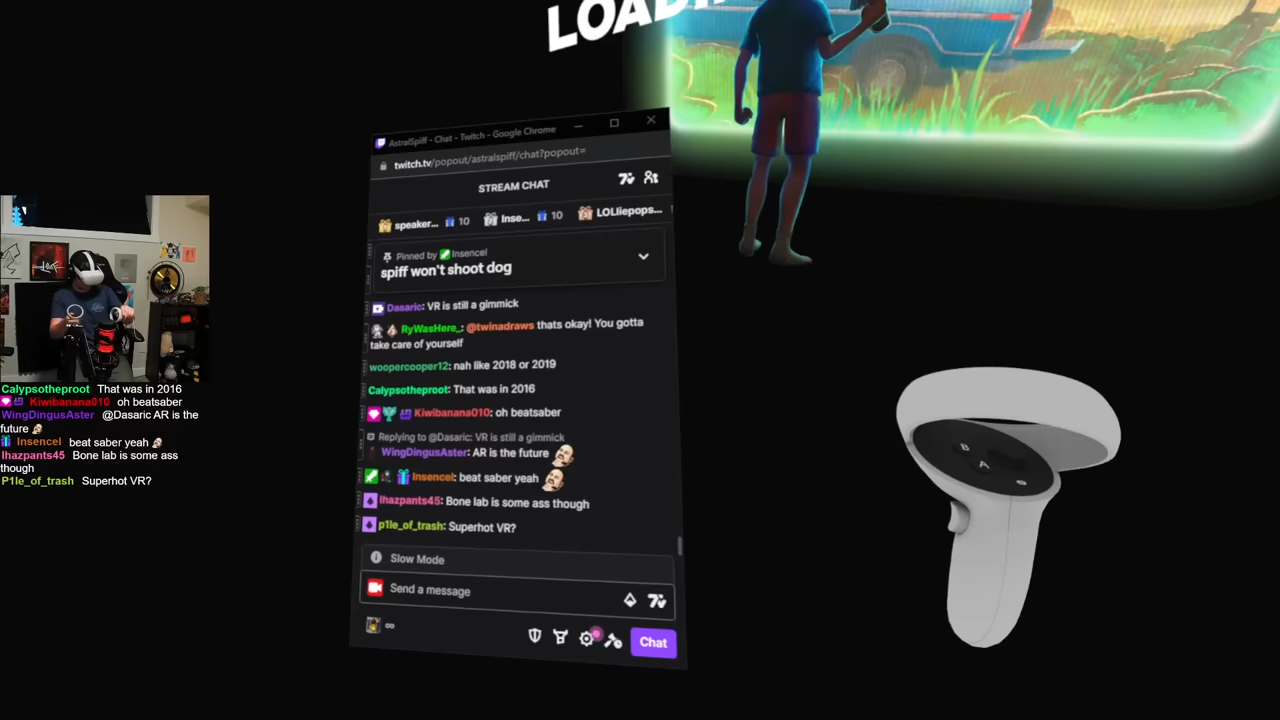 LOADI
AstralSpiff - Chat - Twitch - Google Chrome
twitch.tv/popout/astralspiff/chat?popout=
STREAM CHAT
speaker... 10 Inse... 10 LOLliepops...
Pinned by Insencel
spiff won't shoot dog
Dasaric: VR is still a gimmick
RyWasHere_: @twinadraws thats okay! You gotta
take care of yourself
woopercooper12: nah like 2018 or 2019
Calypsotheproot: That was in 2016
Kiwibanana010: oh beatsaber
Replying to @Dasaric: VR is still a gimmick
WingDingusAster: AR is the future
Insencel: beat saber yeah
Ihazpants45: Bone lab is some ass though
p1le_of_trash: Superhot VR?
Slow Mode
Send a message
∞
Chat
Calypsotheproot That was in 2016
Kiwibanana010 oh beatsaber
WingDingusAster @Dasaric AR is the
future
Insencel beat saber yeah
Ihazpants45 Bone lab is some ass
though
P1le_of_trash Superhot VR?
B
A